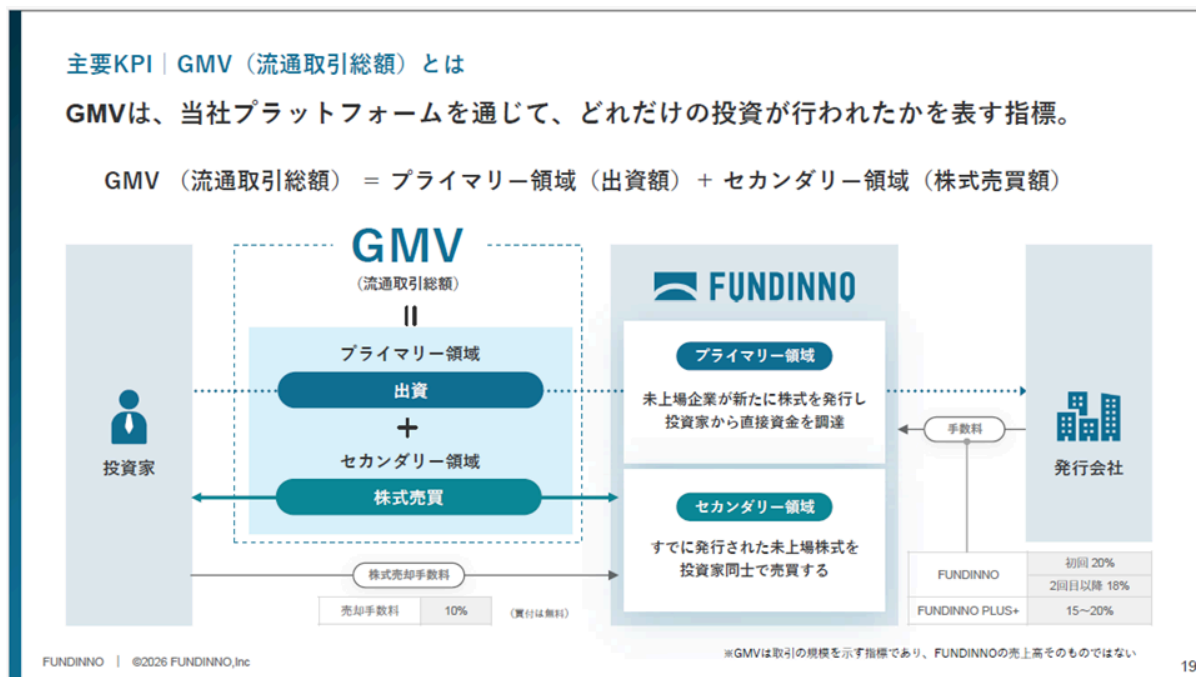 主要KPI｜GMV（流通取引総額）とは
GMVは、当社プラットフォームを通じて、どれだけの投資が行われたかを表す指標。
GMV （流通取引総額） = プライマリー領域（出資額）+ セカンダリー領域（株式売買額）
GMV
（流通取引総額）
=
プライマリー領域
出資
+
セカンダリー領域
株式売買
投資家
株式売却手数料
売却手数料 10% （買付は無料）
FUNDINNO
プライマリー領域
未上場企業が新たに株式を発行し
投資家から直接資金を調達
セカンダリー領域
すでに発行された未上場株式を
投資家同士で売買する
手数料
発行会社
FUNDINNO
初回 20%
2回目以降 18%
FUNDINNO PLUS+ 15～20%
※GMVは取引の規模を示す指標であり、FUNDINNOの売上高そのものではない
FUNDINNO ｜ ©2026 FUNDINNO,Inc
19